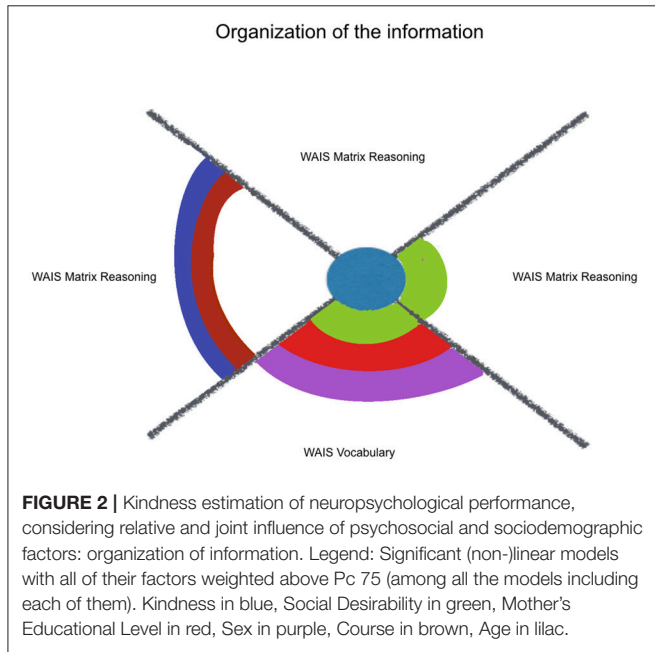 Organization of the information
WAIS Matrix Reasoning
WAIS Matrix Reasoning
WAIS Matrix Reasoning
WAIS Vocabulary
FIGURE 2 | Kindness estimation of neuropsychological performance,
considering relative and joint influence of psychosocial and sociodemographic
factors: organization of information. Legend: Significant (non-)linear models
with all of their factors weighted above Pc 75 (among all the models including
each of them). Kindness in blue, Social Desirability in green, Mother's
Educational Level in red, Sex in purple, Course in brown, Age in lilac.